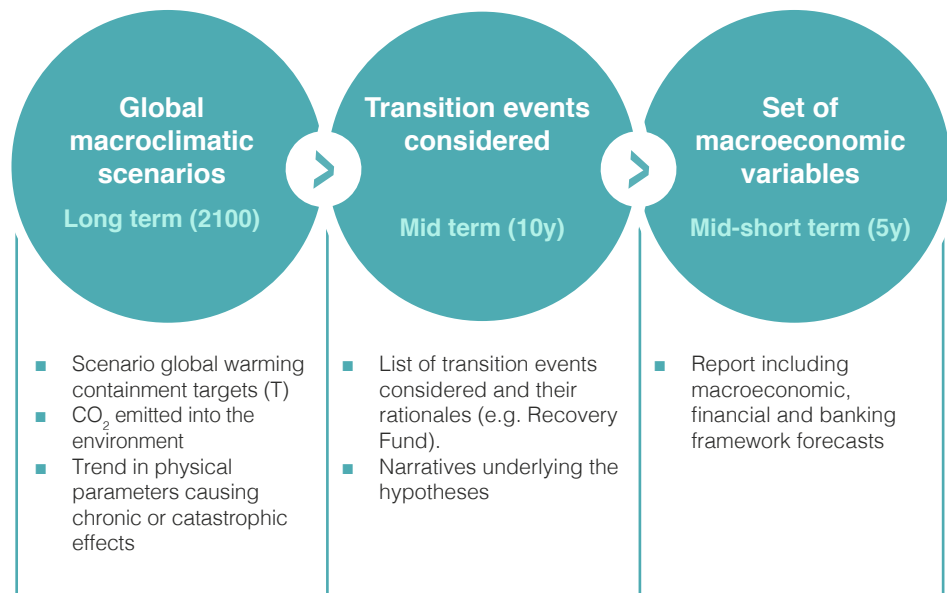 Global
macroclimatic
scenarios
Long term (2100)
■ Scenario global warming
containment targets (T)
■ CO₂ emitted into the
environment
■ Trend in physical
parameters causing
chronic or catastrophic
effects
>
Transition events
considered
Mid term (10y)
■ List of transition events
considered and their
rationales (e.g. Recovery
Fund).
■ Narratives underlying the
hypotheses
>
Set of
macroeconomic
variables
Mid-short term (5y)
■ Report including
macroeconomic,
financial and banking
framework forecasts